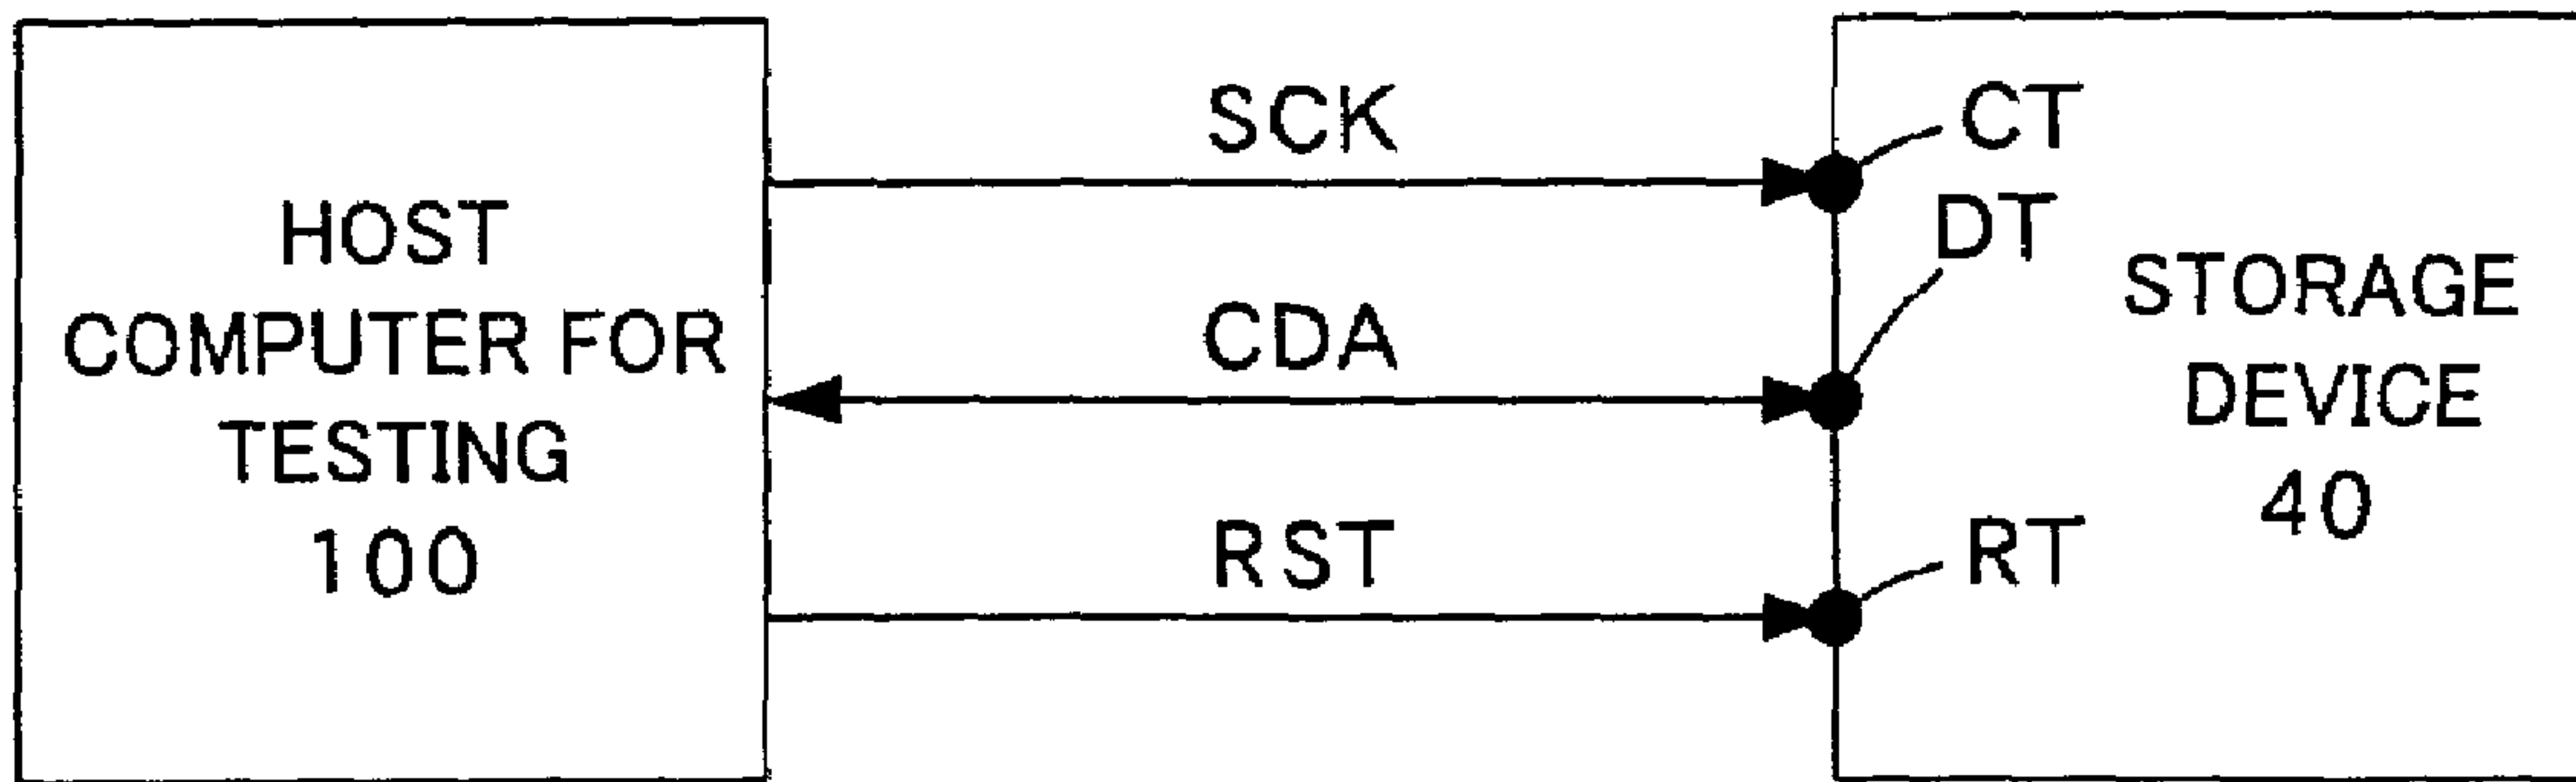 HOST
COMPUTER FOR
TESTING
100
SCK
CDA
RST
CT
DT
RT
STORAGE
DEVICE
40